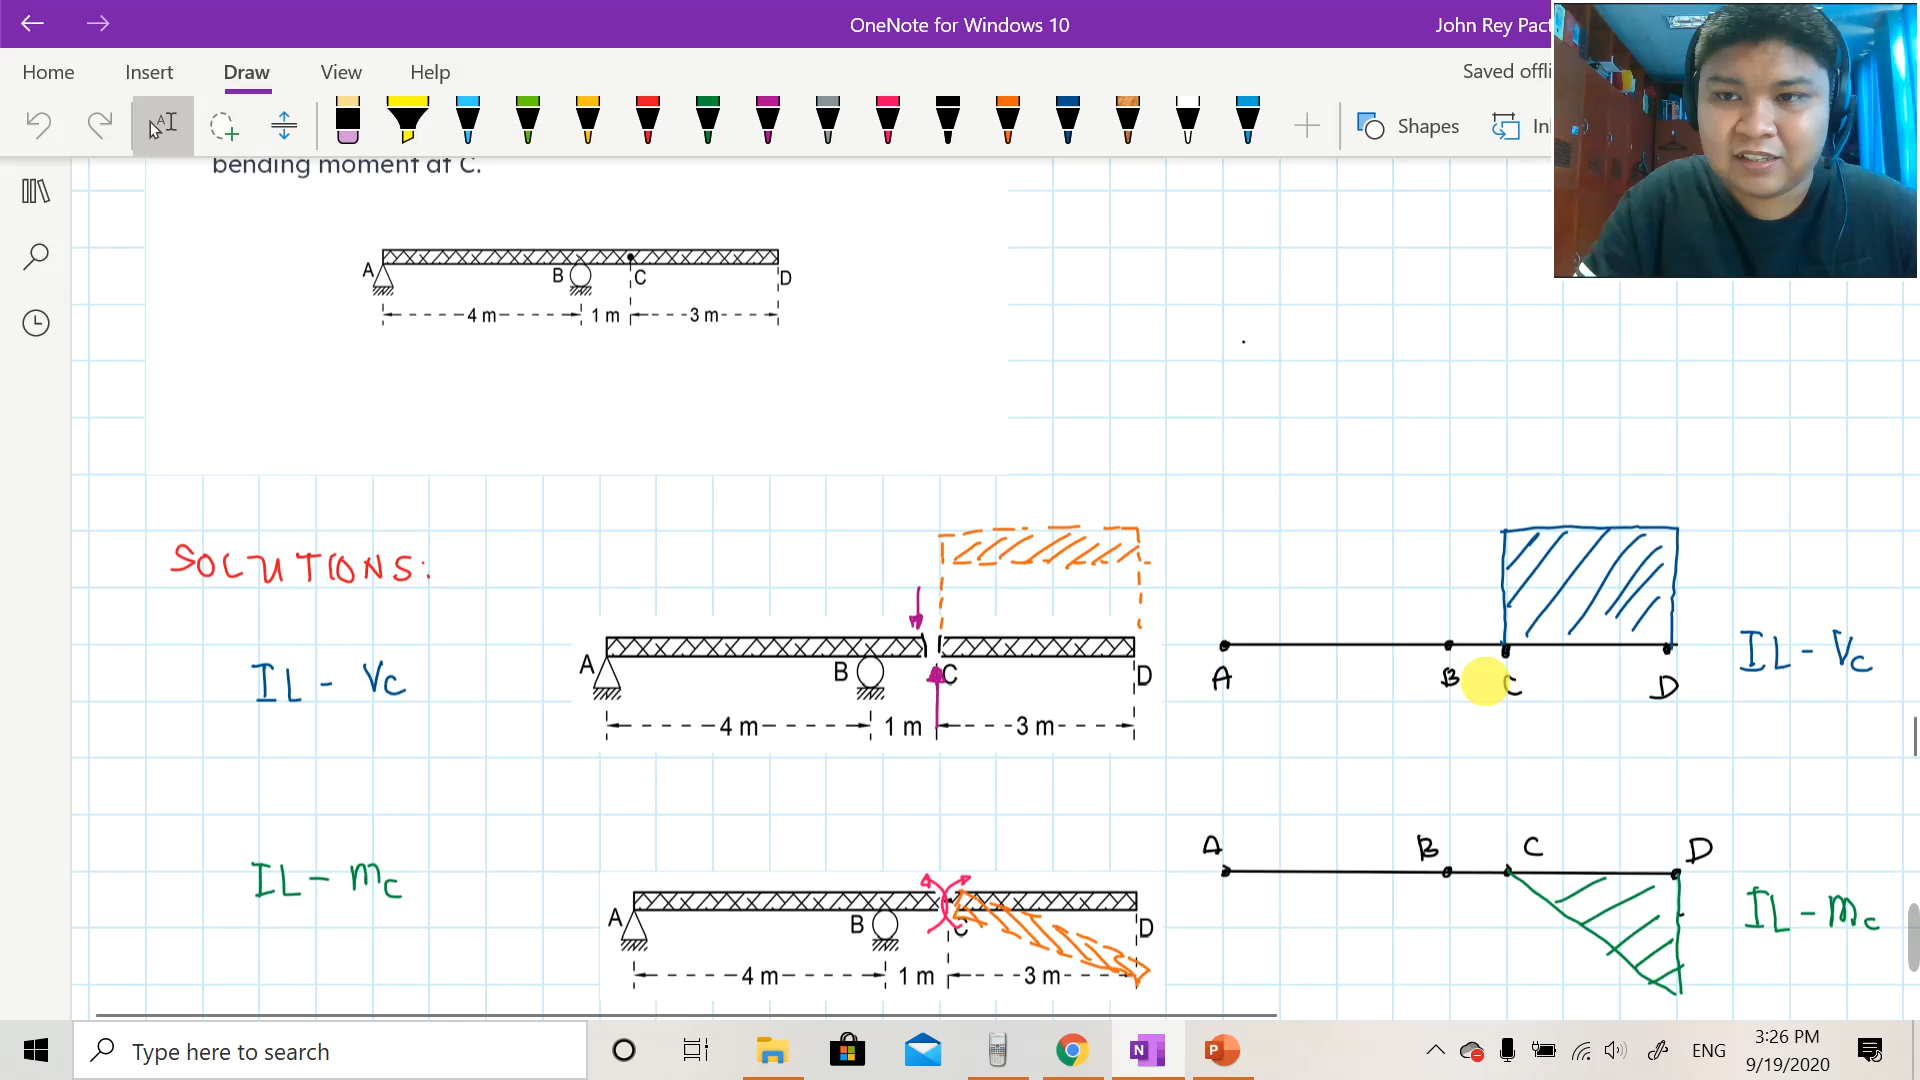 OneNote for Windows 10
John Rey Pact
Home Insert Draw View Help
Saved offli
Shapes
bending moment at C.
A B C D
4 m 1 m 3 m
SOLUTIONS:
IL - Vc
A B C D
4 m 1 m 3 m
A B C D
IL - Vc
IL - Mc
A B C D
4 m 1 m 3 m
A B C D
IL - Mc
Type here to search
ENG
3:26 PM
9/19/2020